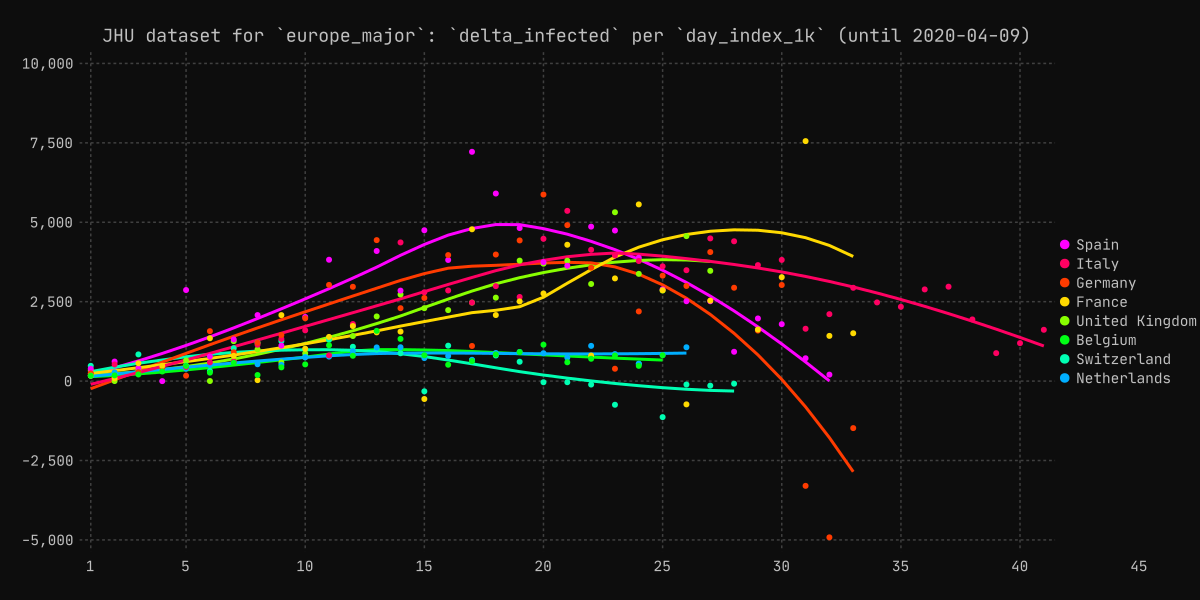 JHU dataset for `europe_major`: `delta_infected` per `day_index_1k` (until 2020-04-09)
10,000
7,500
5,000
2,500
0
−2,500
−5,000
1 5 10 15 20 25 30 35 40 45
Spain
Italy
Germany
France
United Kingdom
Belgium
Switzerland
Netherlands